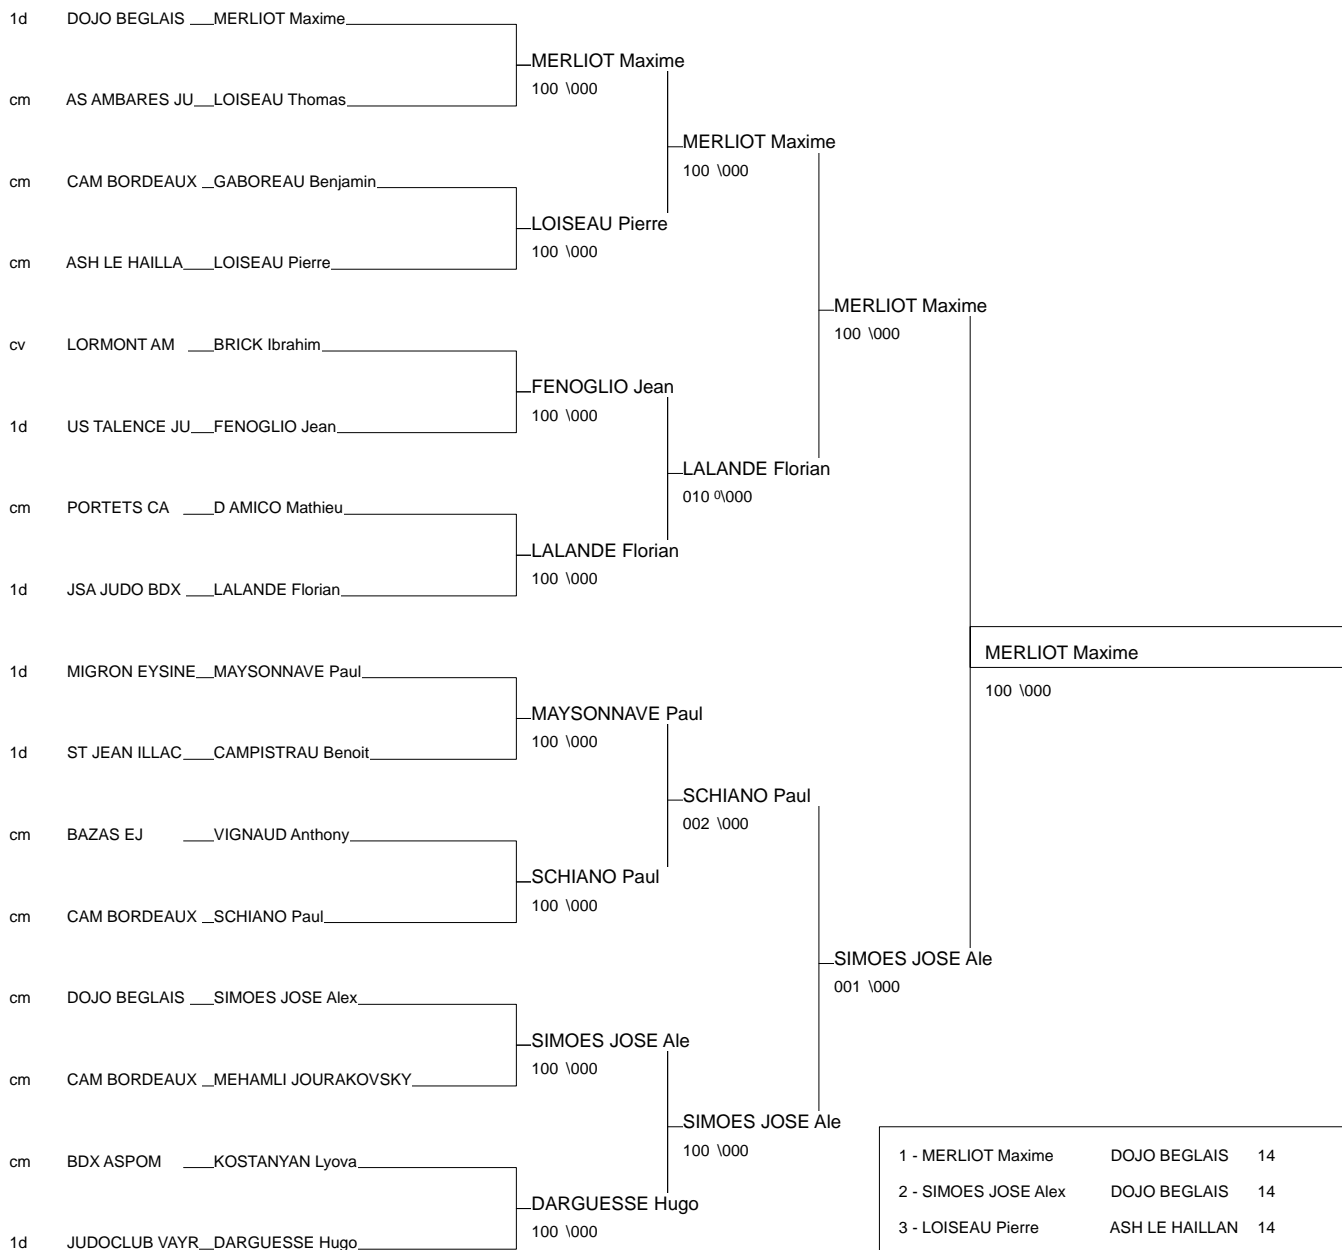 1d DOJO BEGLAIS MERLIOT Maxime
MERLIOT Maxime
100 \000
cm AS AMBARES JU LOISEAU Thomas
MERLIOT Maxime
100 \000
cm CAM BORDEAUX GABOREAU Benjamin
LOISEAU Pierre
100 \000
cm ASH LE HAILLA LOISEAU Pierre
MERLIOT Maxime
100 \000
cv LORMONT AM BRICK Ibrahim
FENOGLIO Jean
100 \000
1d US TALENCE JU FENOGLIO Jean
LALANDE Florian
010 0\000
cm PORTETS CA D AMICO Mathieu
LALANDE Florian
100 \000
1d JSA JUDO BDX LALANDE Florian
MERLIOT Maxime
100 \000
1d MIGRON EYSINE MAYSONNAVE Paul
MAYSONNAVE Paul
100 \000
1d ST JEAN ILLAC CAMPISTRAU Benoit
SCHIANO Paul
002 \000
cm BAZAS EJ VIGNAUD Anthony
SCHIANO Paul
100 \000
cm CAM BORDEAUX SCHIANO Paul
SIMOES JOSE Ale
001 \000
cm DOJO BEGLAIS SIMOES JOSE Alex
SIMOES JOSE Ale
100 \000
cm CAM BORDEAUX MEHAMLI JOURAKOVSKY
SIMOES JOSE Ale
100 \000
cm BDX ASPOM KOSTANYAN Lyova
DARGUESSE Hugo
100 \000
1d JUDOCLUB VAYR DARGUESSE Hugo
1 - MERLIOT Maxime DOJO BEGLAIS 14
2 - SIMOES JOSE Alex DOJO BEGLAIS 14
3 - LOISEAU Pierre ASH LE HAILLAN 14